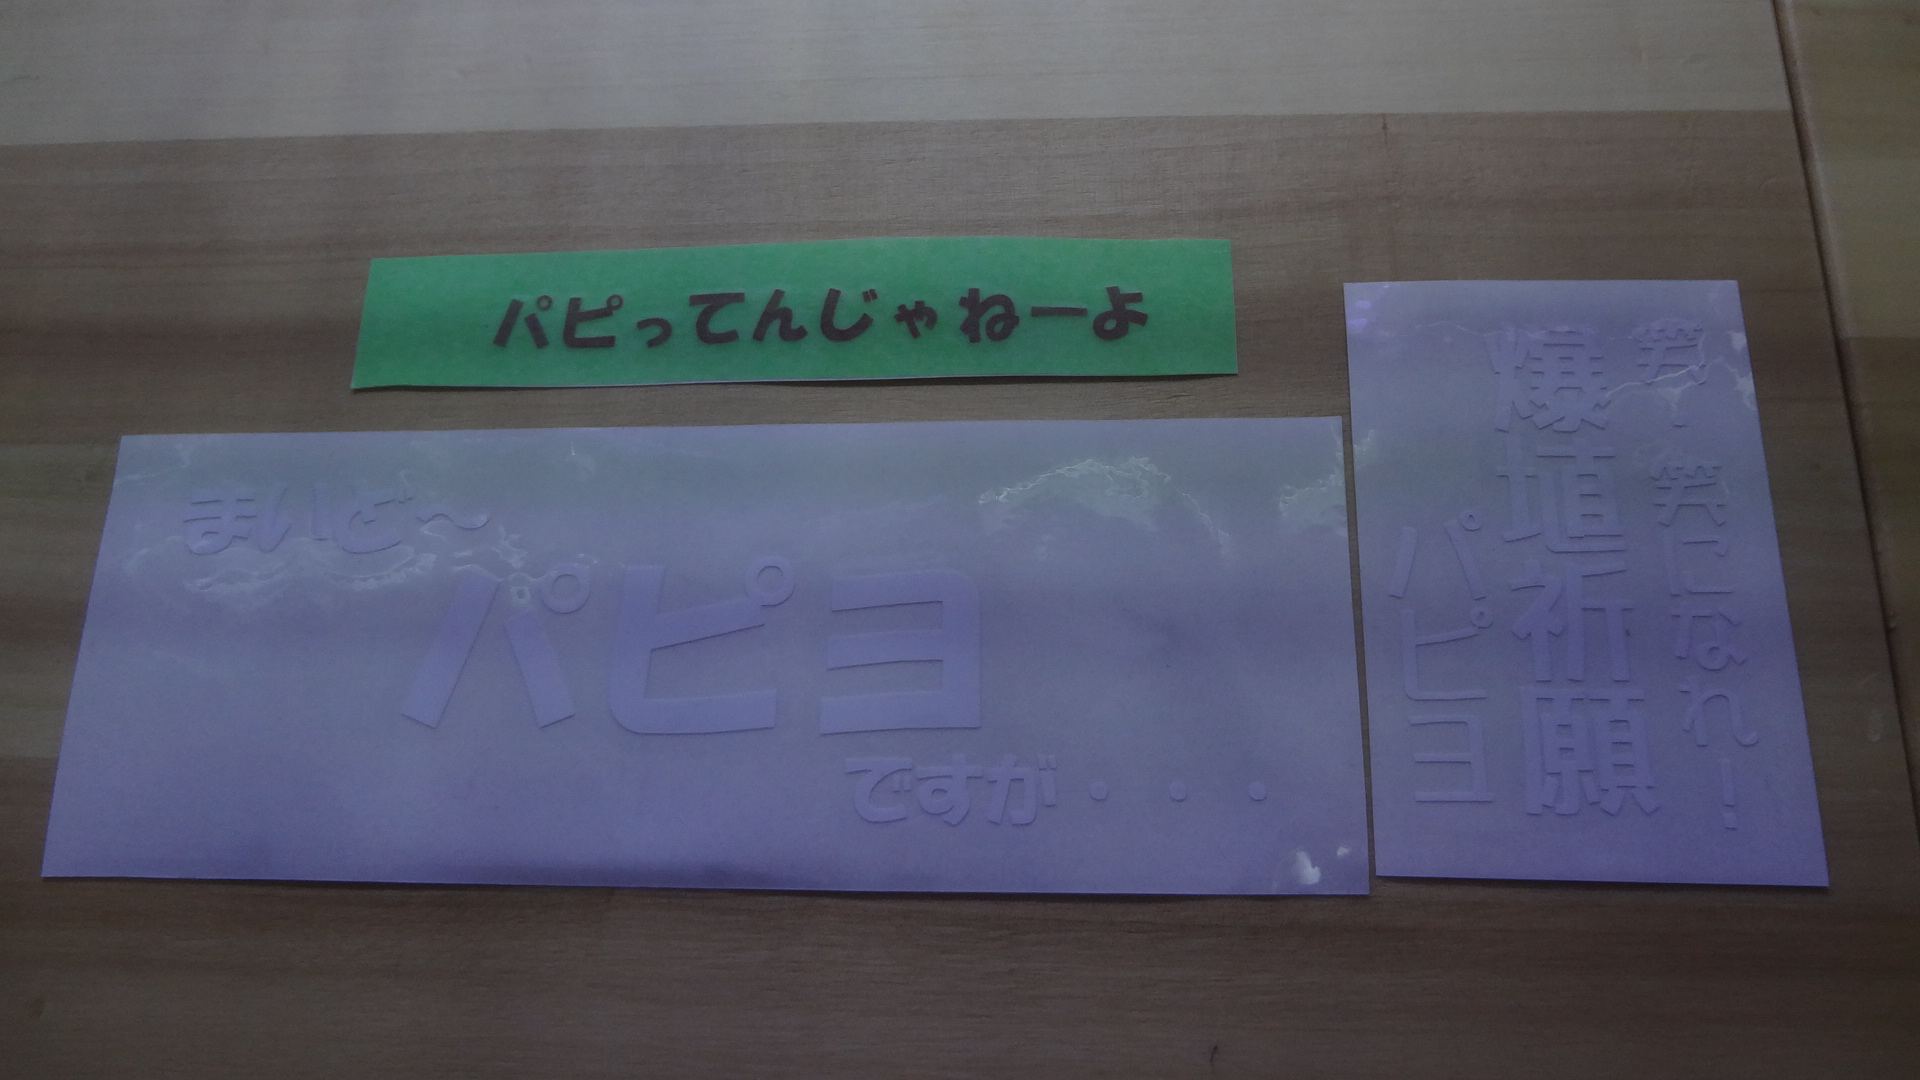 パピってんじゃねーよ
まいど～
パピヨ
ですが・・・
笑・笑になれ!
爆埴祈願
パピヨ